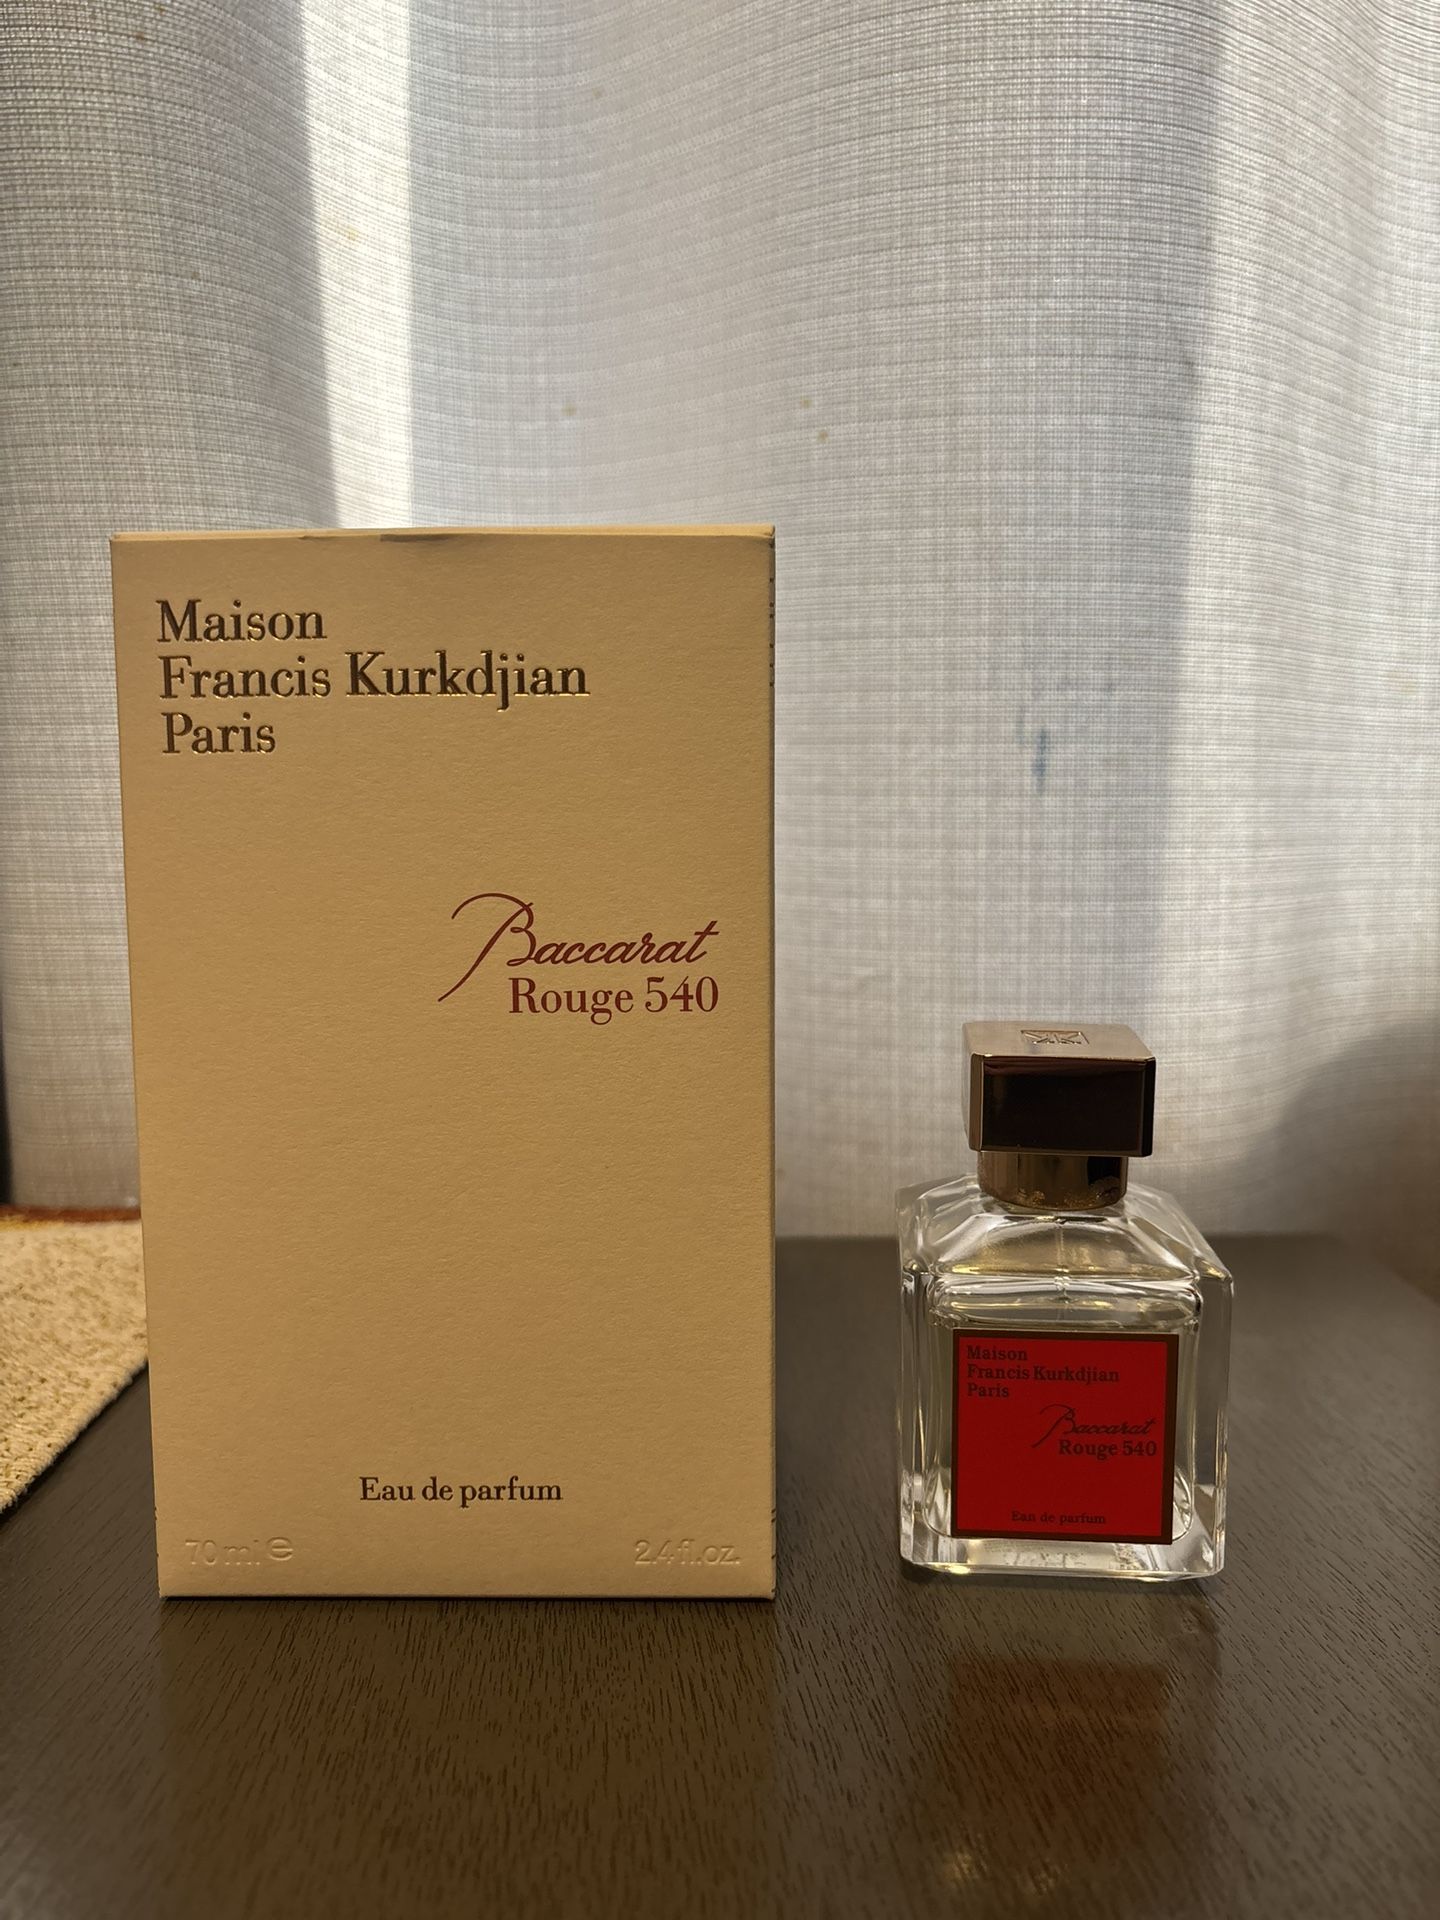 Maison
Francis Kurkdjian
Paris
Baccarat
Rouge 540
Eau de parfum
70 ml ℮
2.4 fl.oz.
Maison
Francis Kurkdjian
Paris
Baccarat
Rouge 540
Eau de parfum